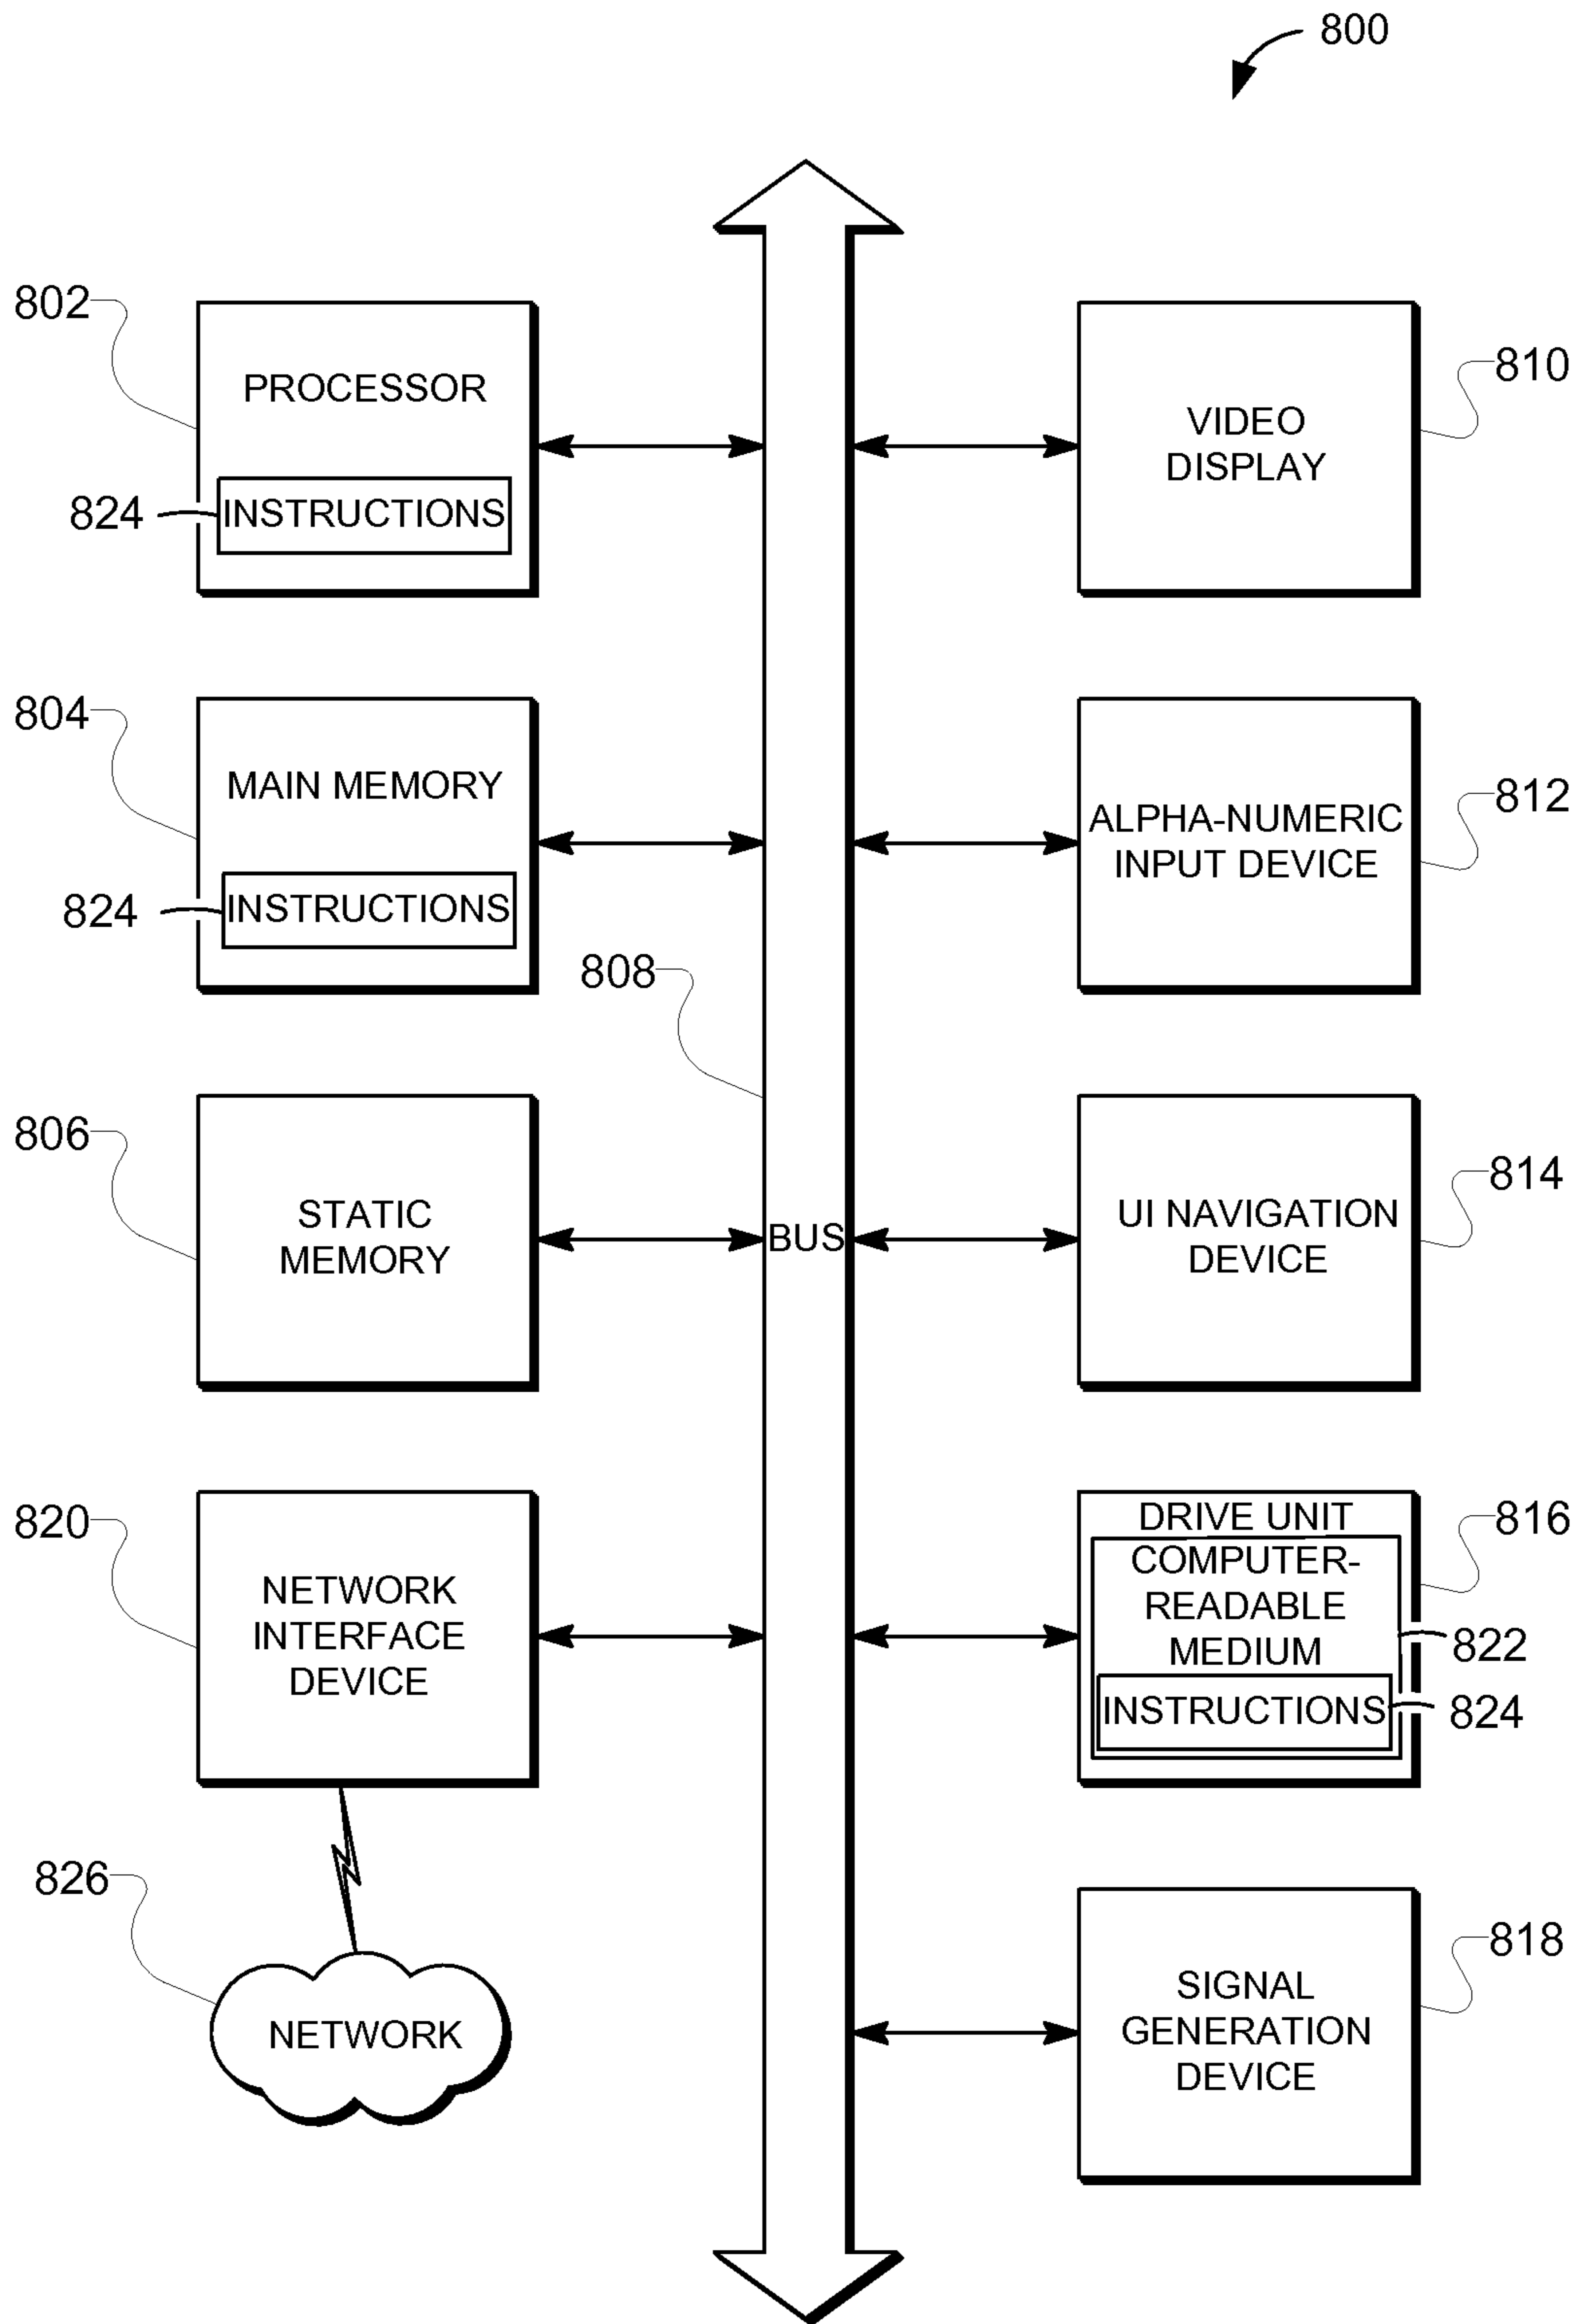 800
802
PROCESSOR
824
INSTRUCTIONS
810
VIDEO
DISPLAY
804
MAIN MEMORY
824
INSTRUCTIONS
812
ALPHA-NUMERIC
INPUT DEVICE
808
BUS
806
STATIC
MEMORY
814
UI NAVIGATION
DEVICE
820
NETWORK
INTERFACE
DEVICE
816
DRIVE UNIT
COMPUTER-
READABLE
MEDIUM
822
INSTRUCTIONS
824
826
NETWORK
818
SIGNAL
GENERATION
DEVICE